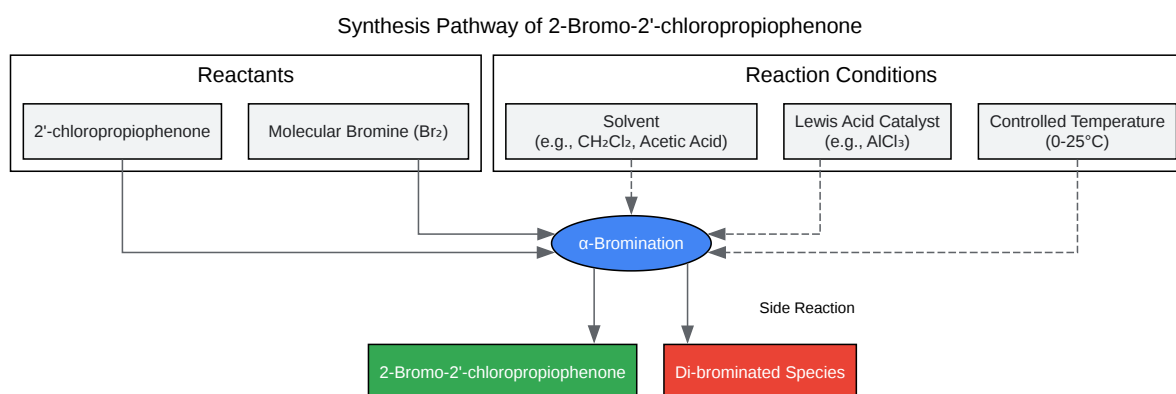 Synthesis Pathway of 2-Bromo-2'-chloropropiophenone
Reactants
Reaction Conditions
2'-chloropropiophenone
Molecular Bromine (Br₂)
Solvent
(e.g., CH₂Cl₂, Acetic Acid)
Lewis Acid Catalyst
(e.g., AlCl₃)
Controlled Temperature
(0-25°C)
α-Bromination
Side Reaction
2-Bromo-2'-chloropropiophenone
Di-brominated Species